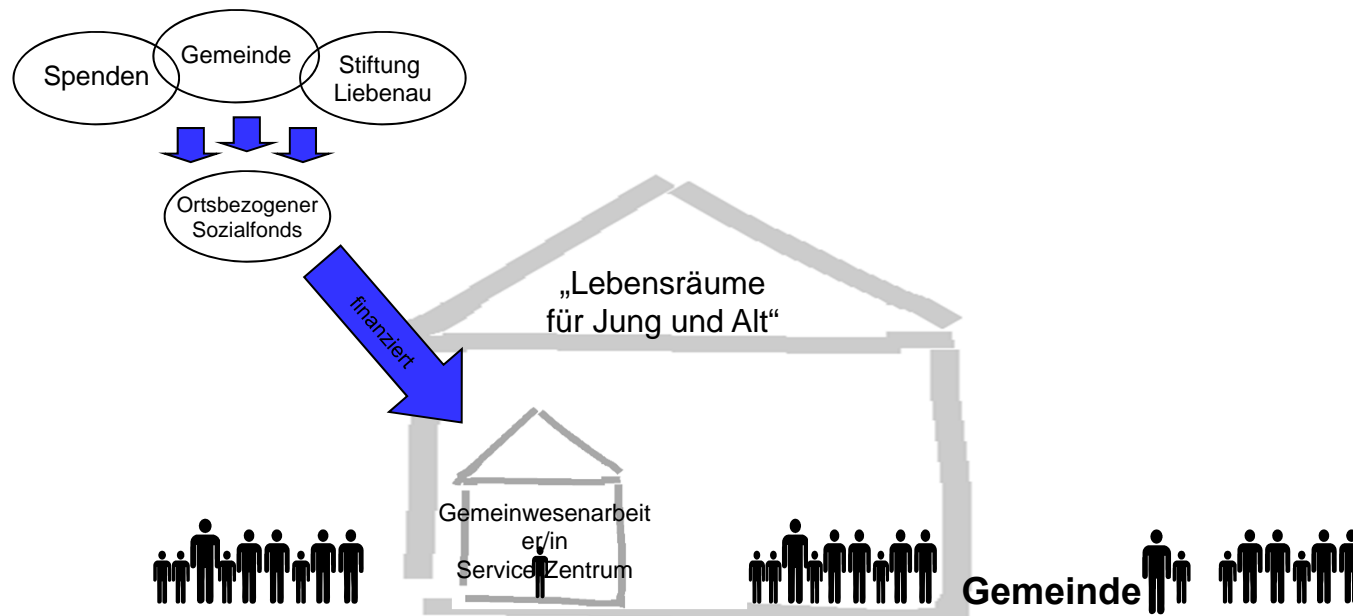 Spenden
Gemeinde
Stiftung
Liebenau
Ortsbezogener
Sozialfonds
finanziert
„Lebensräume
für Jung und Alt“
Gemeinwesenarbeit
er/in
Service Zentrum
Gemeinde